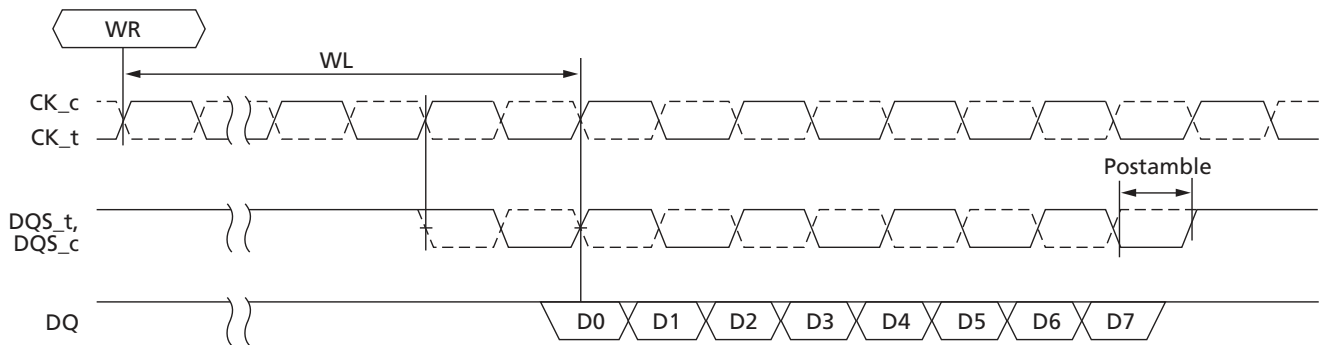 WR
WL
CK_c
CK_t
Postamble
DQS_t,
DQS_c
DQ
D0 D1 D2 D3 D4 D5 D6 D7